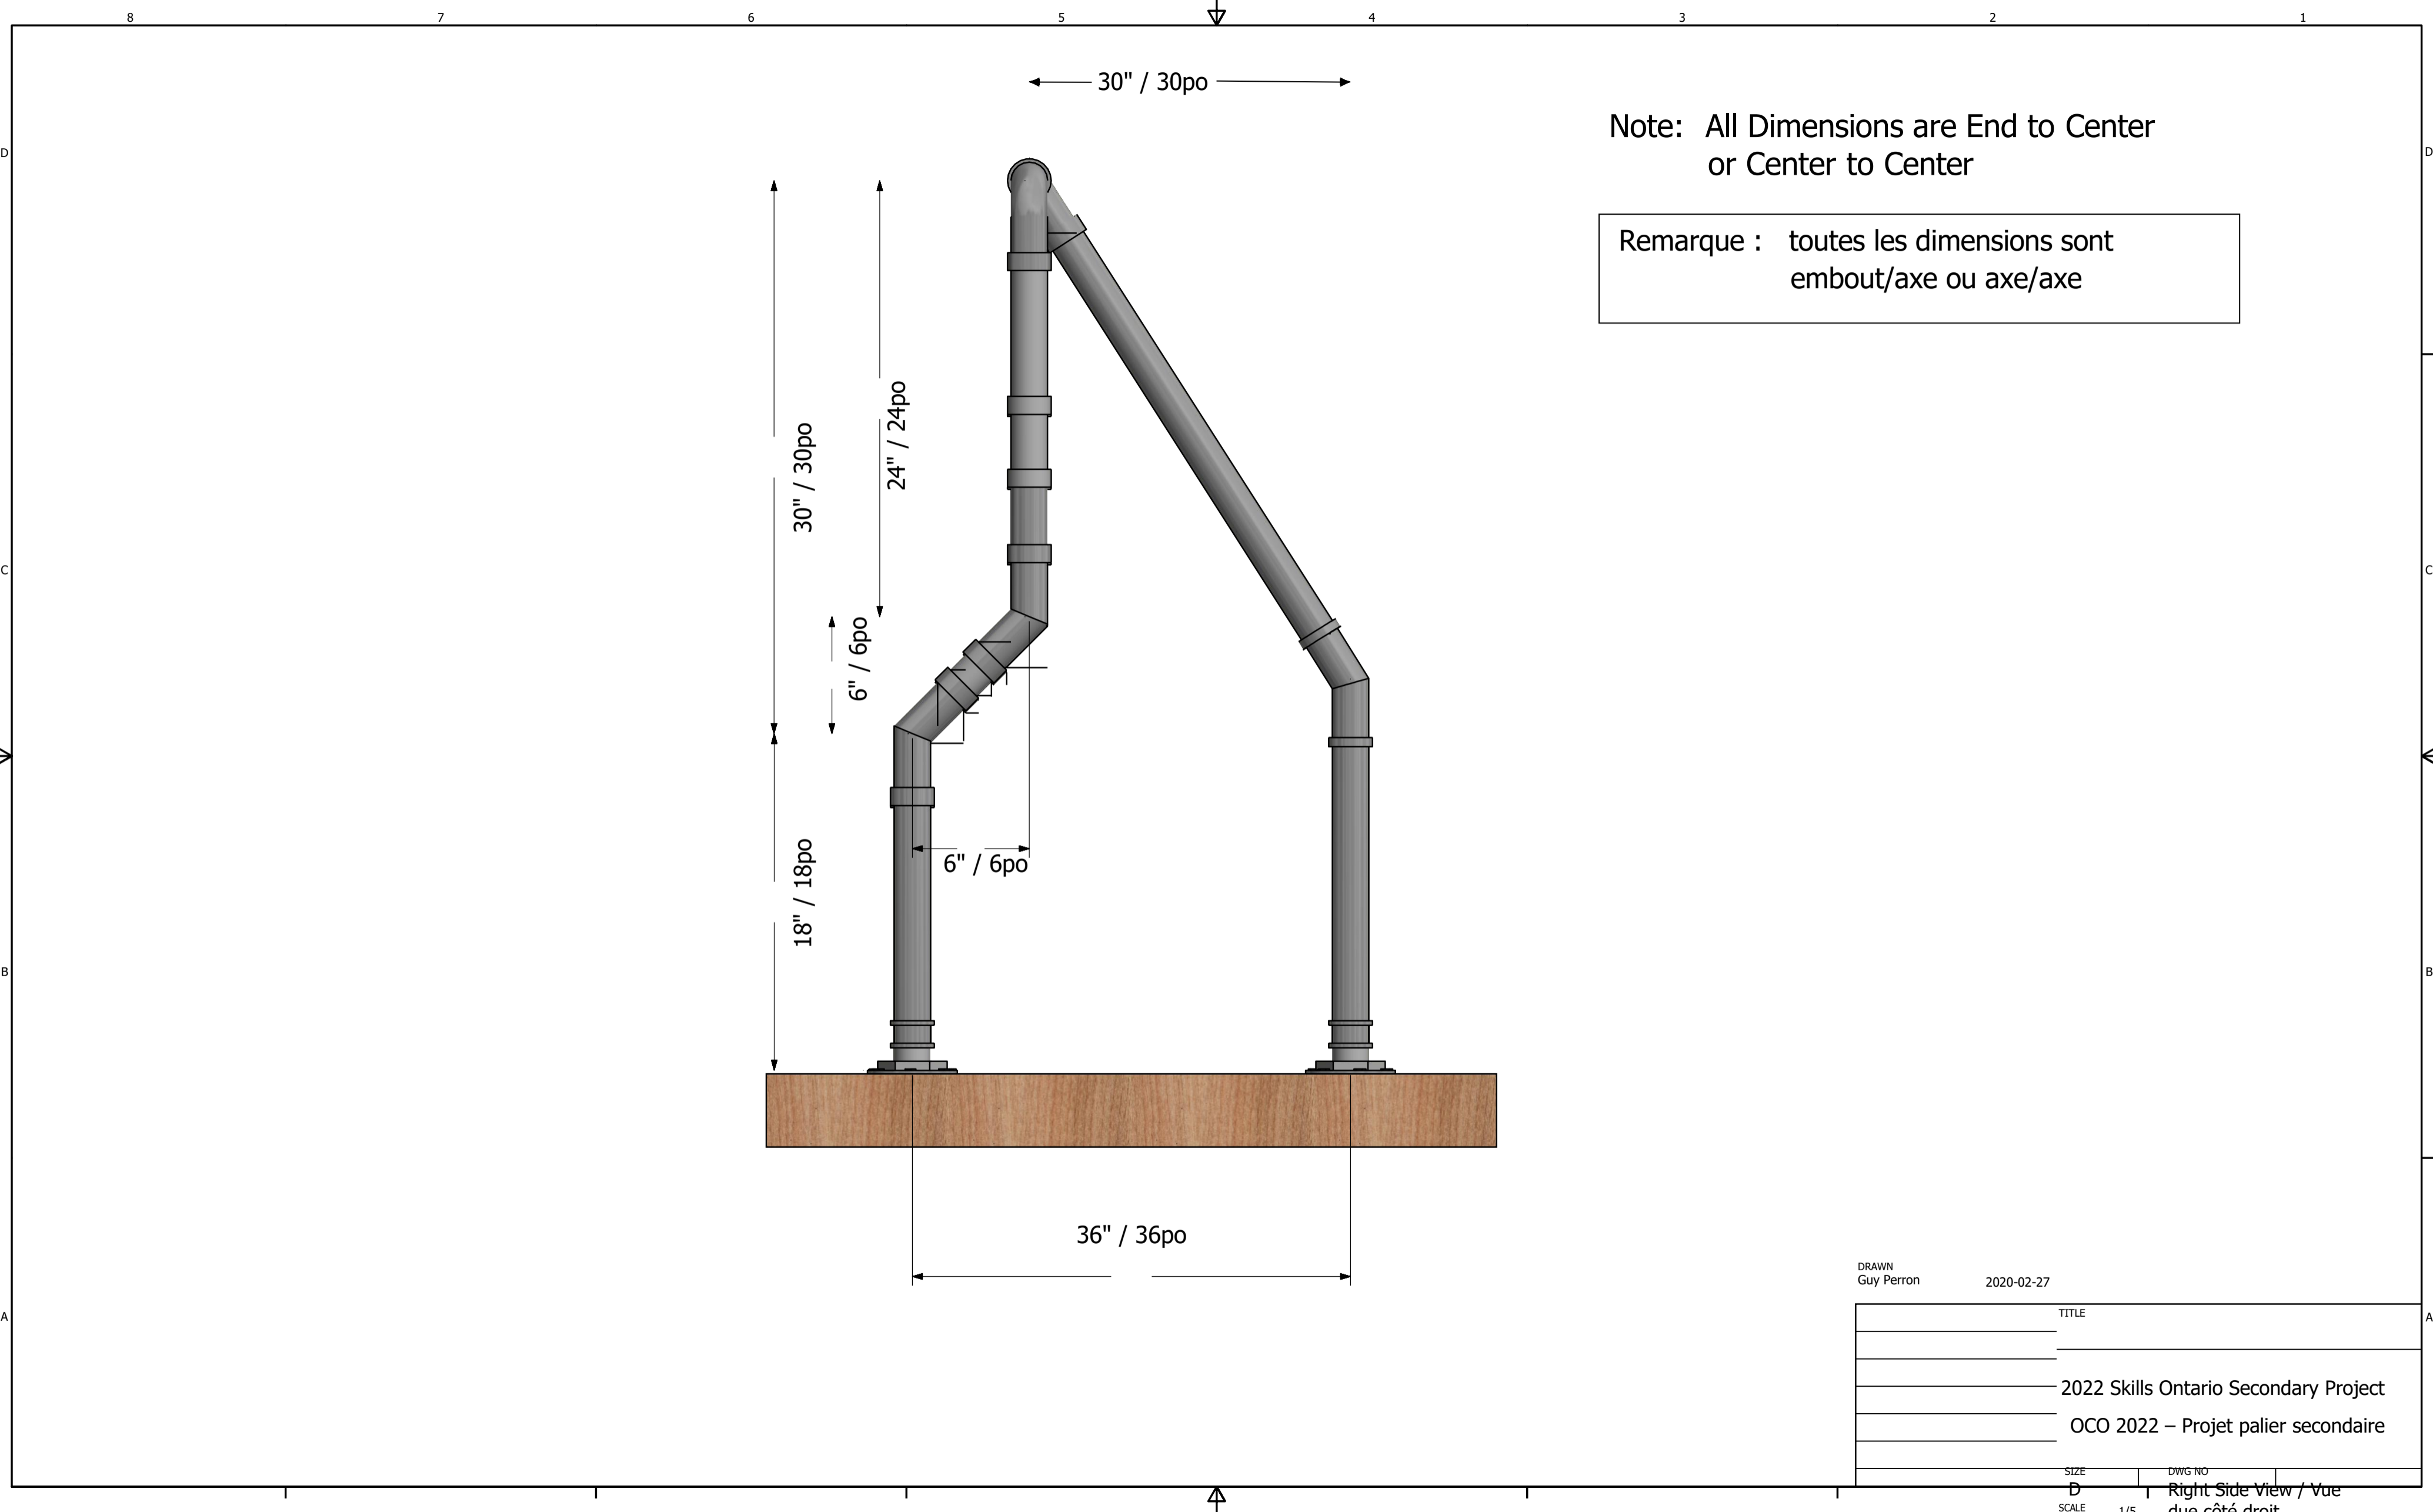 8 7 6 5 4 3 2 1
30" / 30po
Note: All Dimensions are End to Center
or Center to Center
D D
Remarque : toutes les dimensions sont
embout/axe ou axe/axe
24" / 24po
30" / 30po
C C
6" / 6po
6" / 6po
18" / 18po
B B
36" / 36po
DRAWN
Guy Perron 2020-02-27
A A
TITLE
2022 Skills Ontario Secondary Project
OCO 2022 – Projet palier secondaire
SIZE DWG NO
D Right Side View / Vue
SCALE 1/5 due côté droit